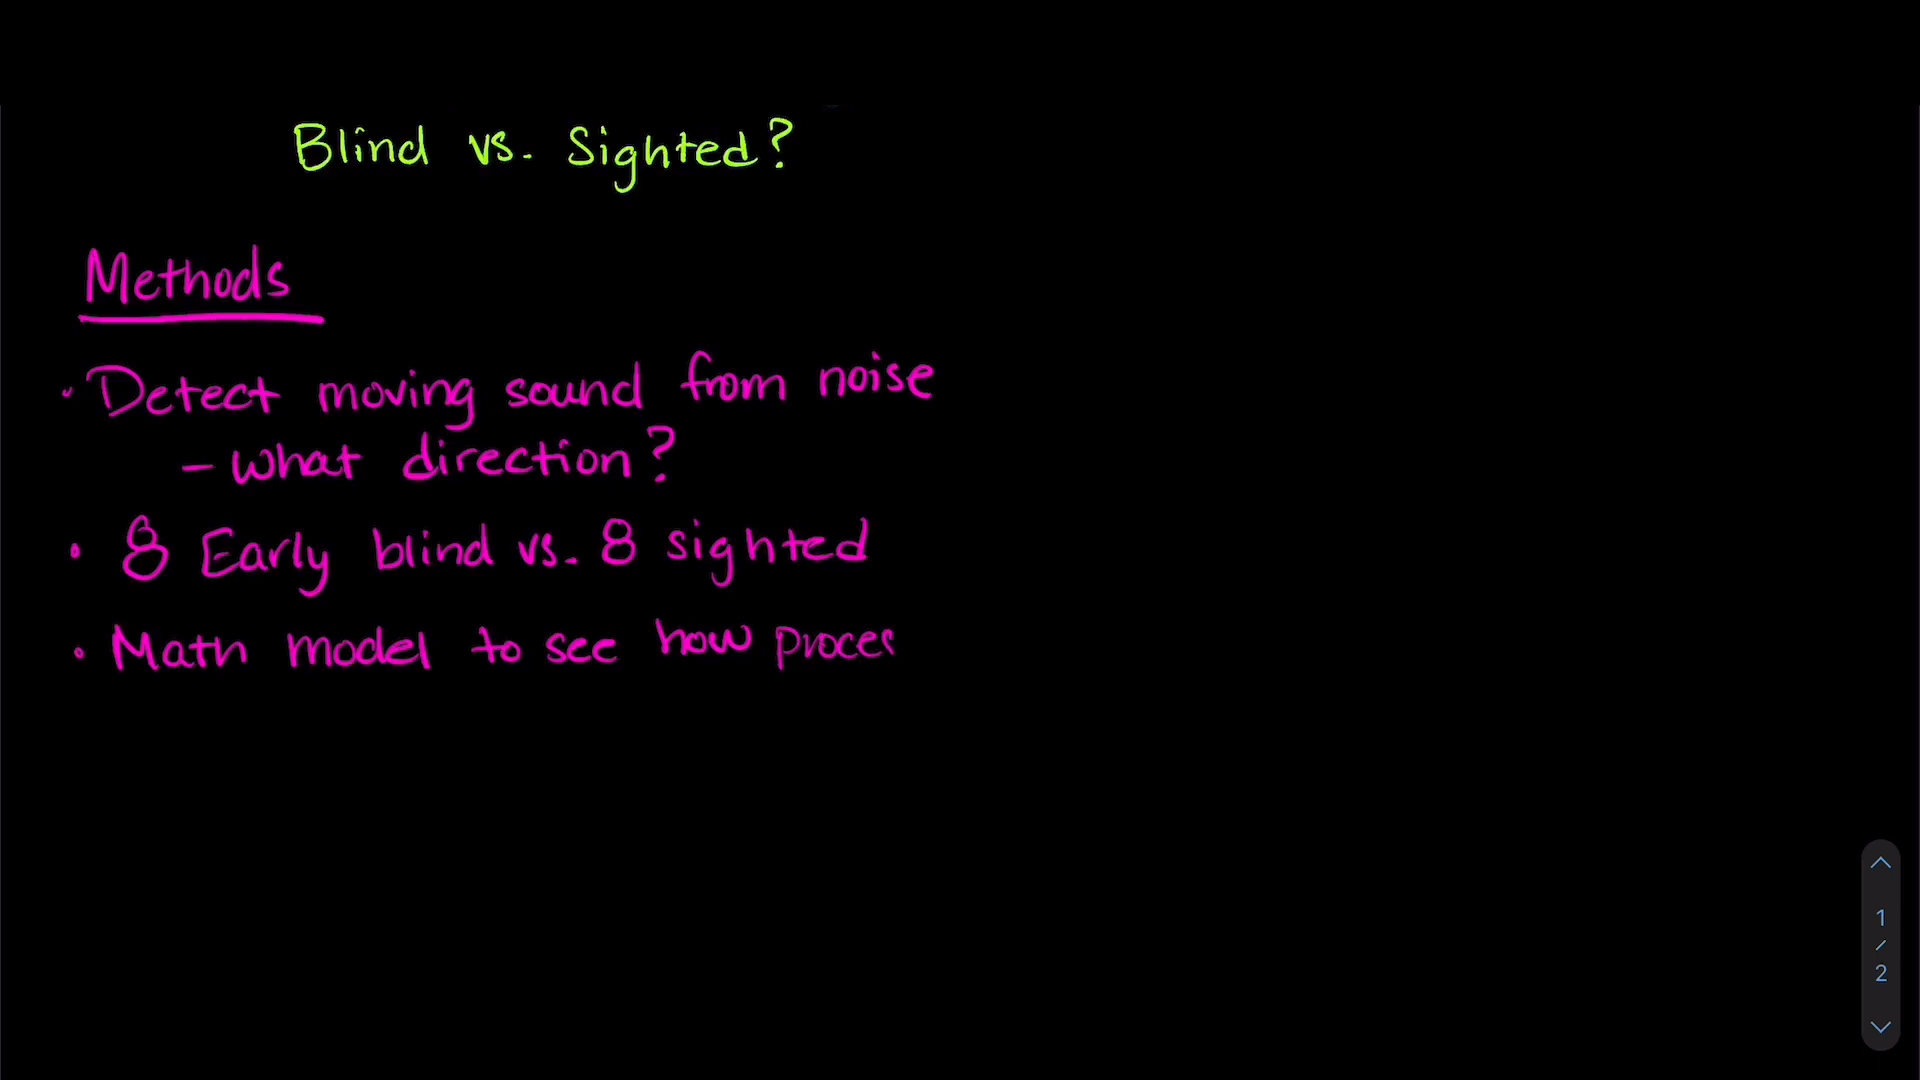 Blind vs. Sighted?
Methods
· Detect moving sound from noise
- what direction?
· 8 Early blind vs. 8 sighted
· Math model to see how proces
1
/
2